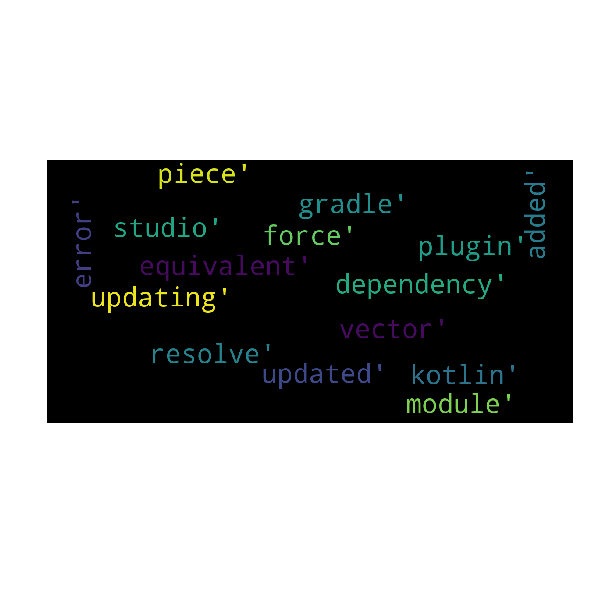 piece'
added'
gradle'
error'
studio'
force'
plugin'
equivalent'
dependency'
updating'
vector'
resolve'
updated'
kotlin'
module'